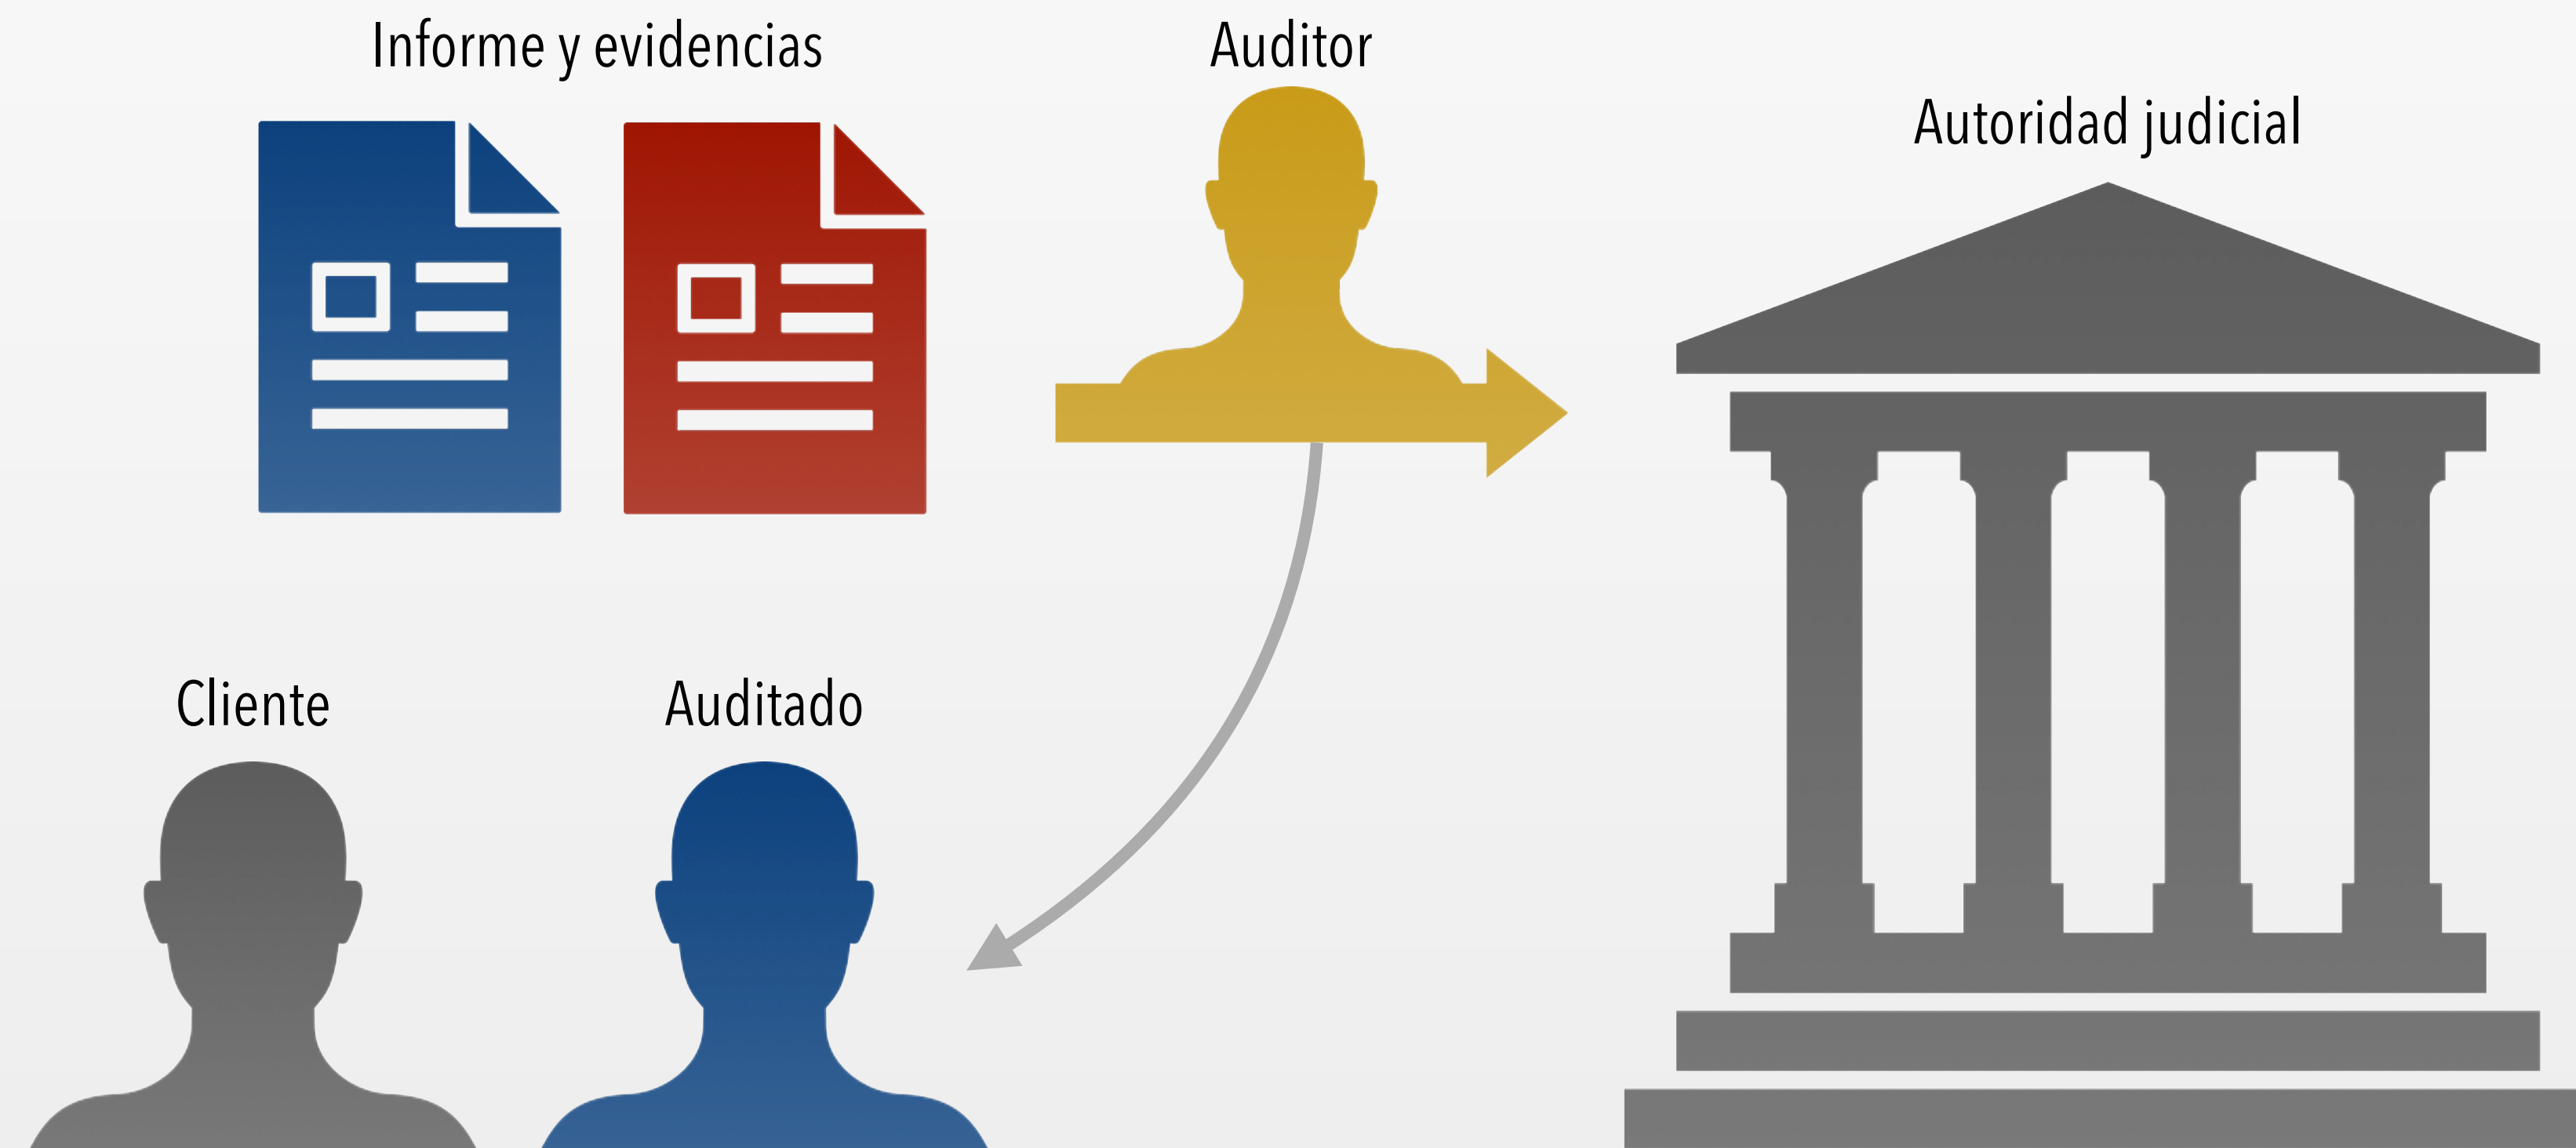 Informe y evidencias
Auditor
Autoridad judicial
Cliente
Auditado